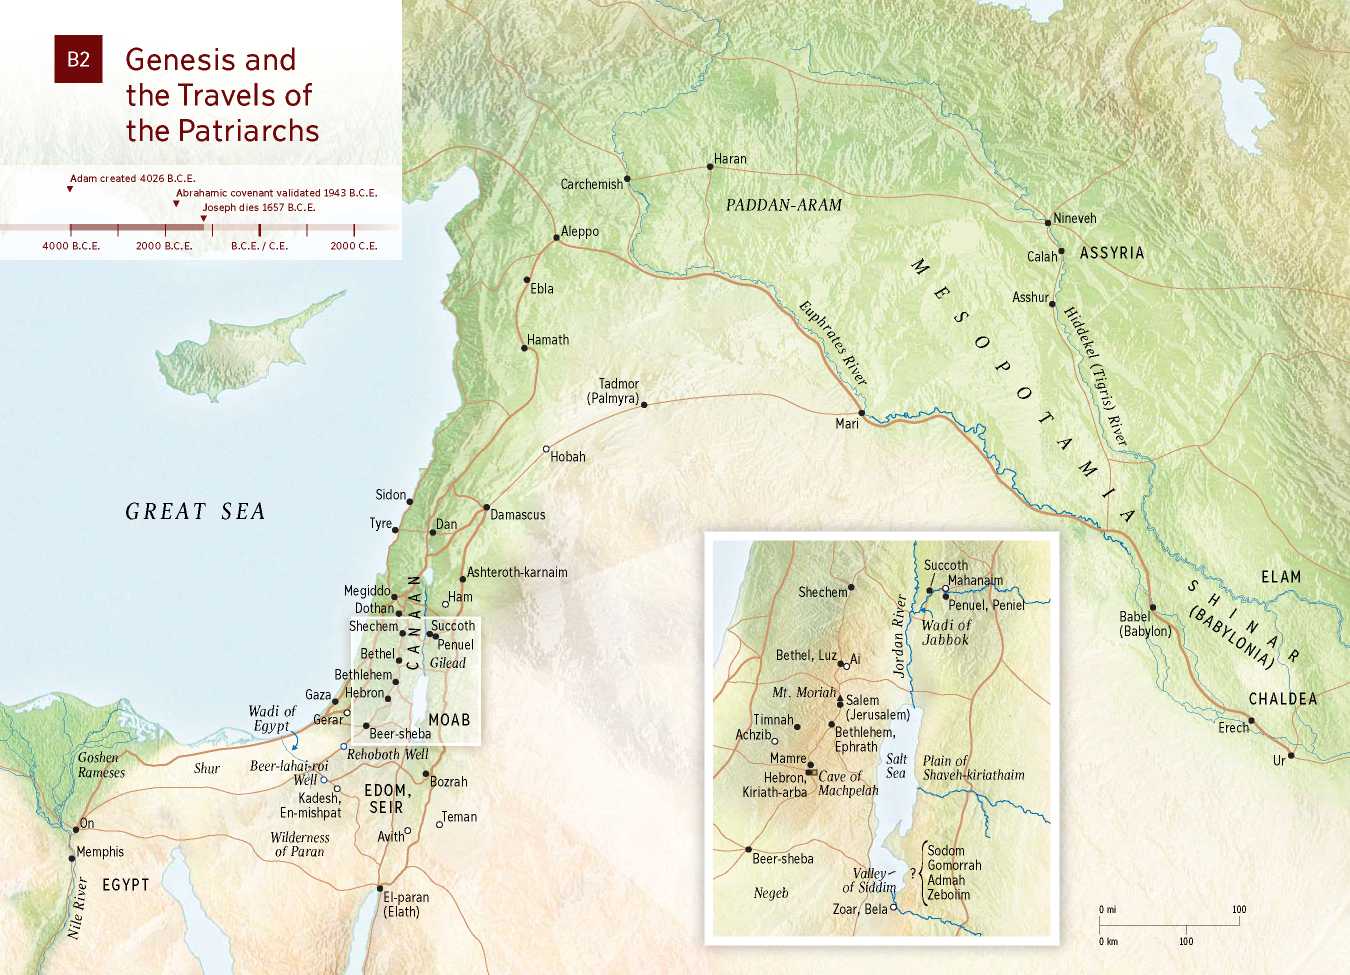 B2
Genesis and
the Travels of
the Patriarchs
Adam created 4026 B.C.E.
Abrahamic covenant validated 1943 B.C.E.
Joseph dies 1657 B.C.E.
4000 B.C.E.
2000 B.C.E.
B.C.E. / C.E.
2000 C.E.
Haran
Carchemish
PADDAN-ARAM
Nineveh
Aleppo
Calah
ASSYRIA
Ebla
Asshur
MESOPOTAMIA
Euphrates River
Hiddekel (Tigris) River
Hamath
Tadmor
(Palmyra)
Mari
Hobah
GREAT SEA
Sidon
Damascus
Tyre
Dan
Ashteroth-karnaim
Megiddo
Ham
Dothan
CANAAN
Shechem
Succoth
Penuel
Bethel
Gilead
Bethlehem
Hebron
Gaza
Gerar
MOAB
Beer-sheba
Wadi of
Egypt
Rehoboth Well
Goshen
Rameses
Shur
Beer-lahai-roi
Well
Kadesh,
En-mishpat
Bozrah
EDOM,
SEIR
Teman
Avith
Wilderness
of Paran
On
Memphis
EGYPT
Nile River
El-paran
(Elath)
ELAM
SHINAR
(BABYLONIA)
Babel
(Babylon)
CHALDEA
Erech
Ur
Succoth
Mahanaim
Shechem
Penuel, Peniel
Jordan River
Wadi of
Jabbok
Bethel, Luz
Ai
Mt. Moriah
Salem
(Jerusalem)
Timnah
Achzib
Bethlehem,
Ephrath
Mamre
Salt
Sea
Plain of
Shaveh-kiriathaim
Hebron,
Kiriath-arba
Cave of
Machpelah
Beer-sheba
Sodom
Gomorrah
Admah
Zeboiim
?
Valley
of Siddim
Negeb
Zoar, Bela
0 mi
100
0 km
100